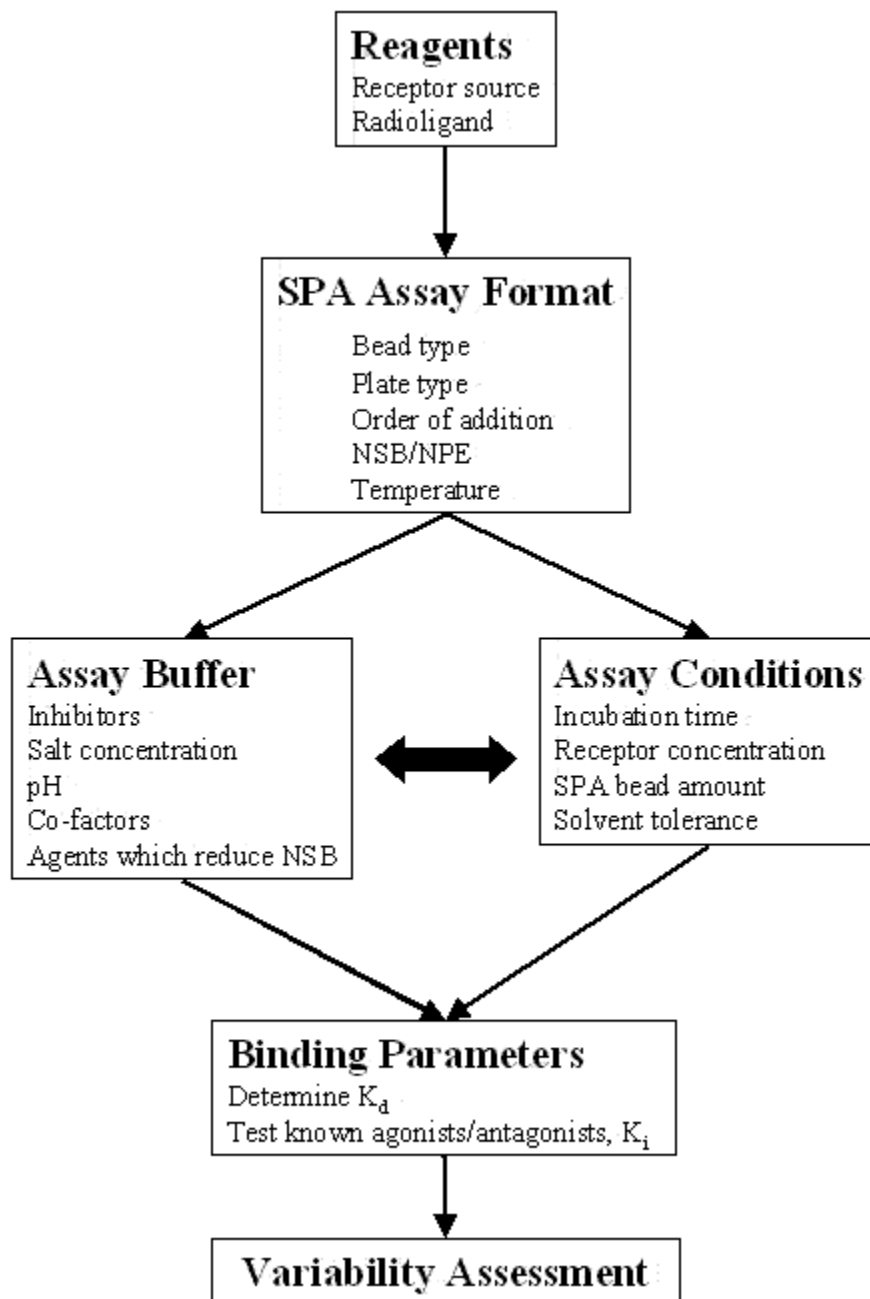 Reagents
Receptor source
Radioligand
SPA Assay Format
Bead type
Plate type
Order of addition
NSB/NPE
Temperature
Assay Buffer
Inhibitors
Salt concentration
pH
Co-factors
Agents which reduce NSB
Assay Conditions
Incubation time
Receptor concentration
SPA bead amount
Solvent tolerance
Binding Parameters
Determine Kd
Test known agonists/antagonists, Ki
Variability Assessment